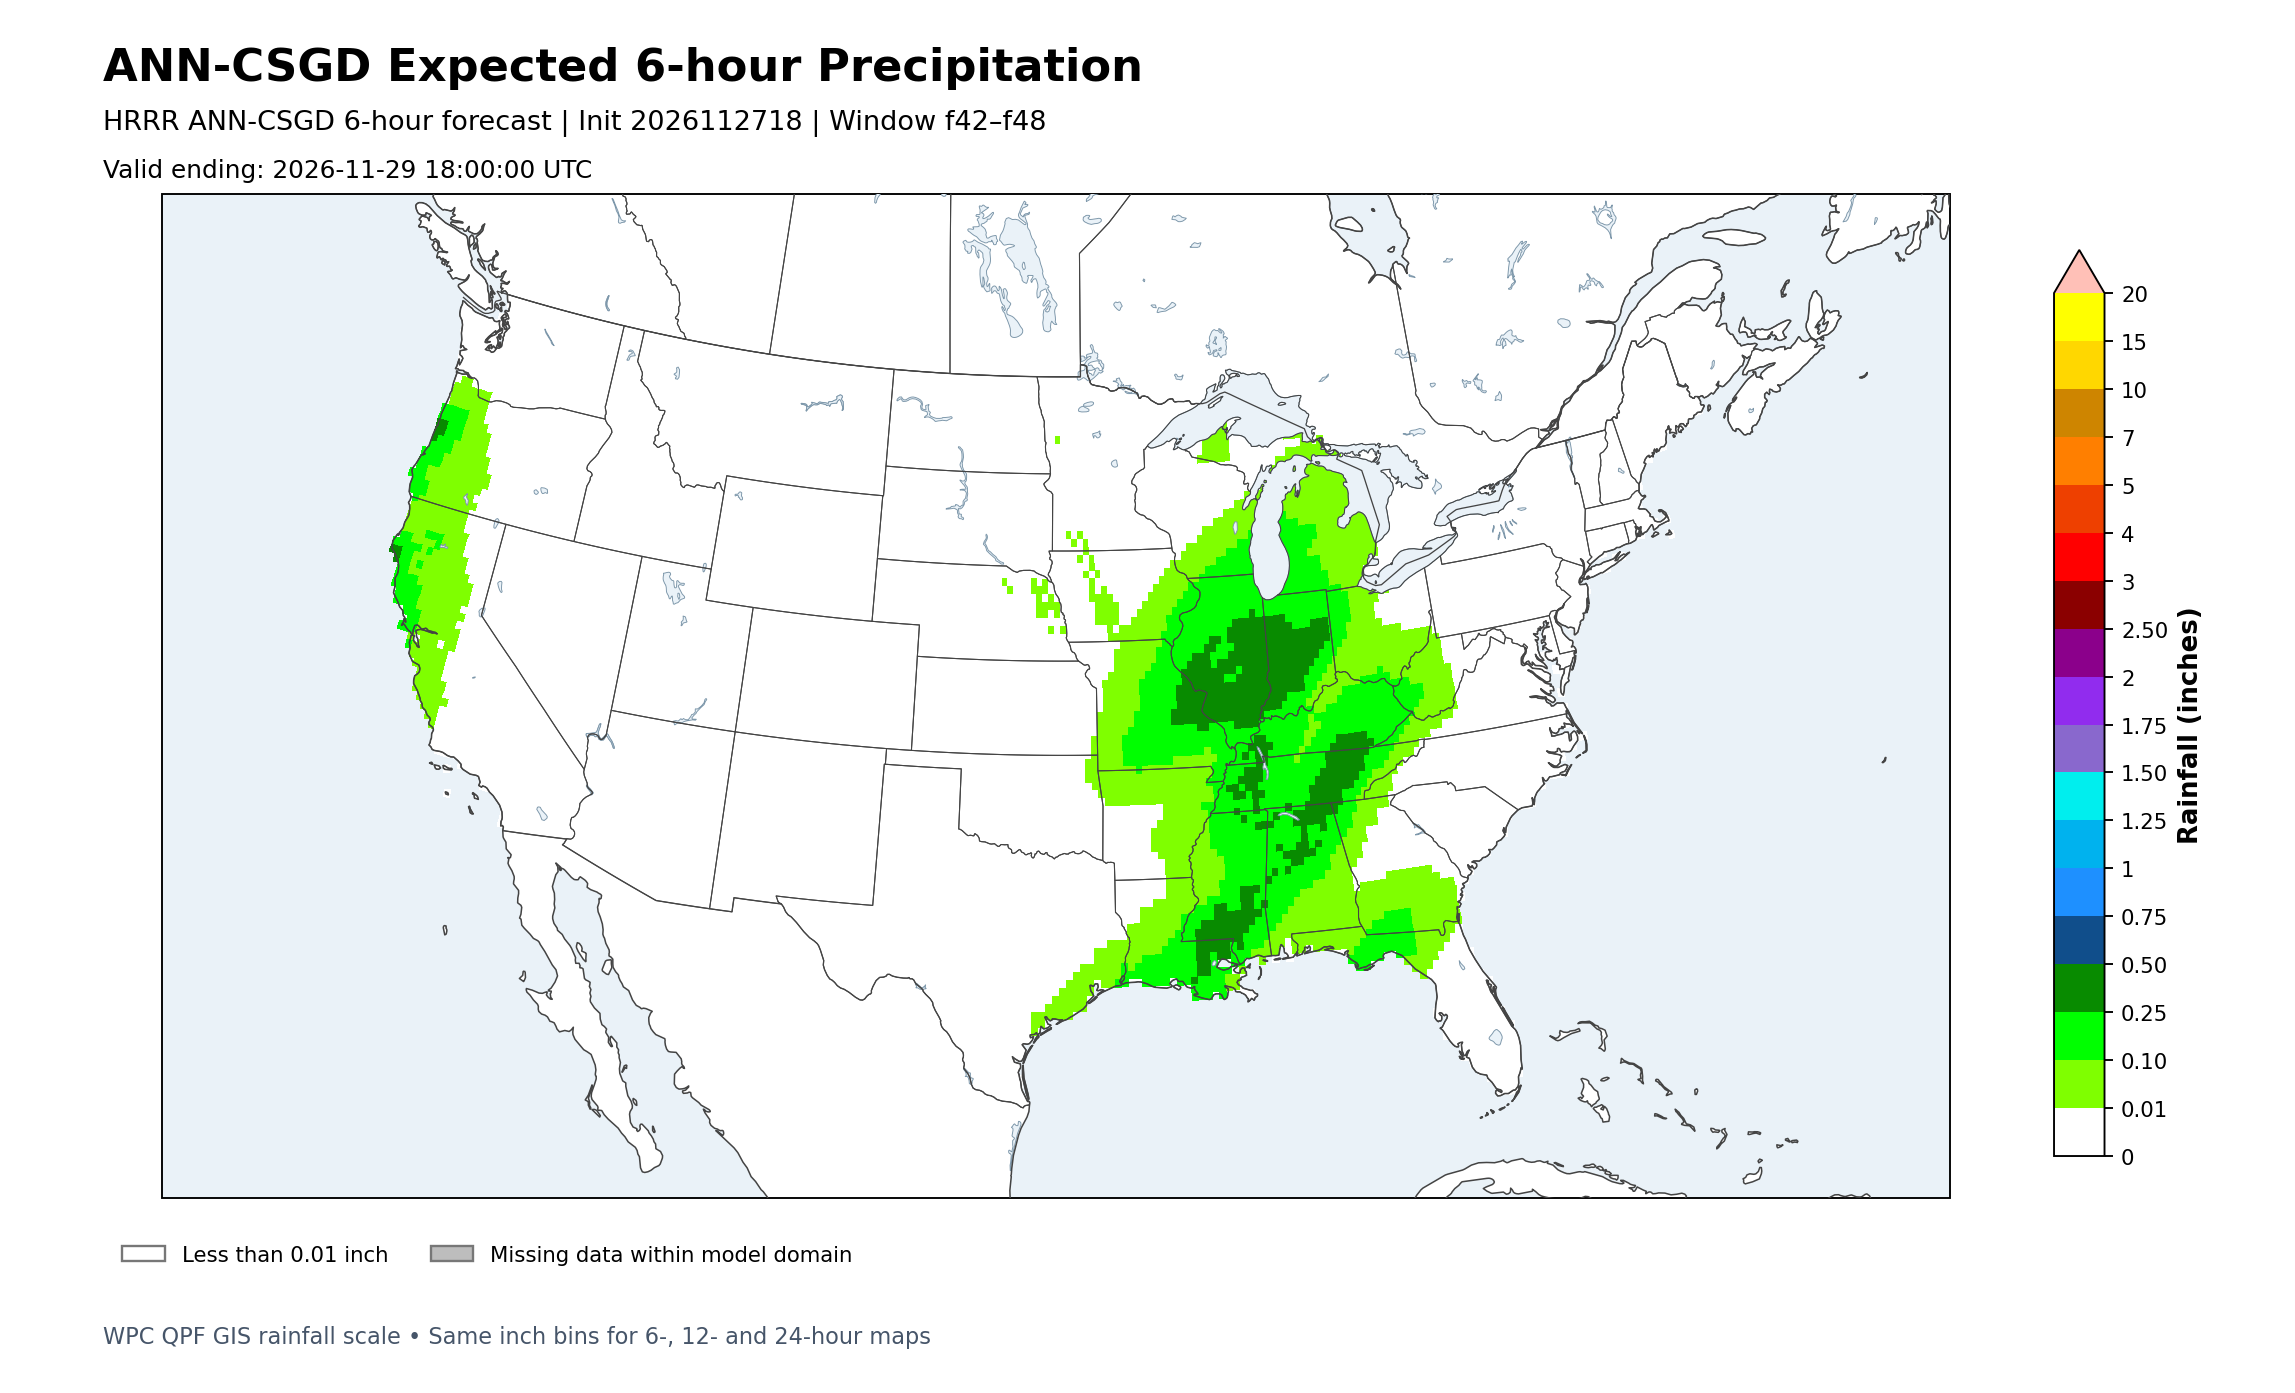 ANN-CSGD Expected 6-hour Precipitation
HRRR ANN-CSGD 6-hour forecast | Init 2026112718 | Window f42–f48
Valid ending: 2026-11-29 18:00:00 UTC
20
15
10
7
5
4
3
2.50
2
1.75
1.50
1.25
1
0.75
0.50
0.25
0.10
0.01
0
Rainfall (inches)
Less than 0.01 inch
Missing data within model domain
WPC QPF GIS rainfall scale • Same inch bins for 6-, 12- and 24-hour maps